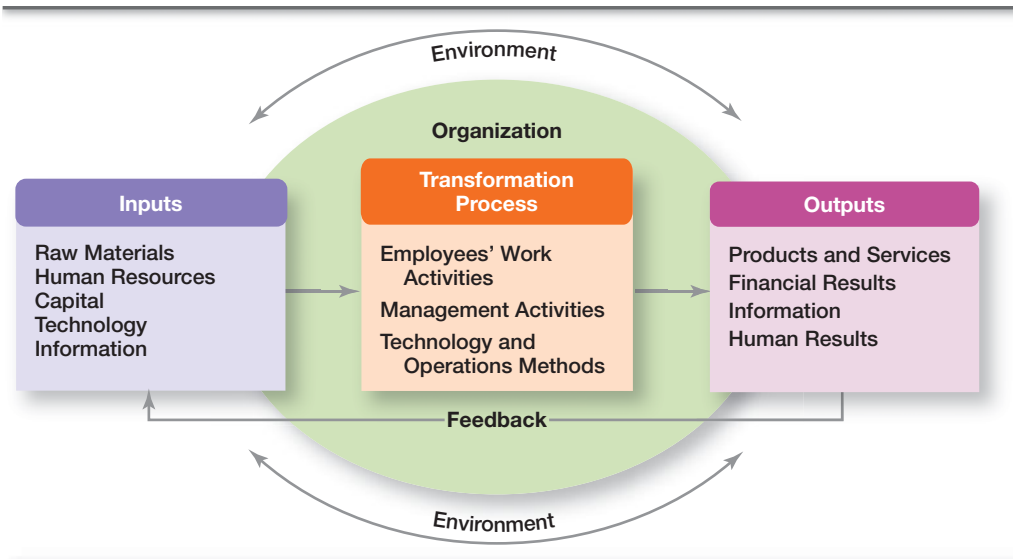 Environment
Organization
Inputs
Raw Materials
Human Resources
Capital
Technology
Information
Transformation
Process
Employees' Work
Activities
Management Activities
Technology and
Operations Methods
Outputs
Products and Services
Financial Results
Information
Human Results
Feedback
Environment